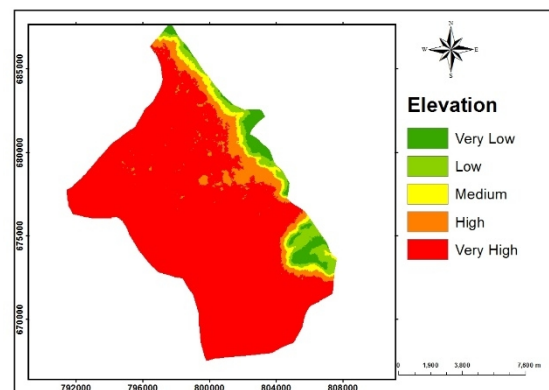 N
W E
S
Elevation
Very Low
Low
Medium
High
Very High
685000
680000
675000
670000
792000 796000 800000 804000 808000
0 1,900 3,800 7,600 m